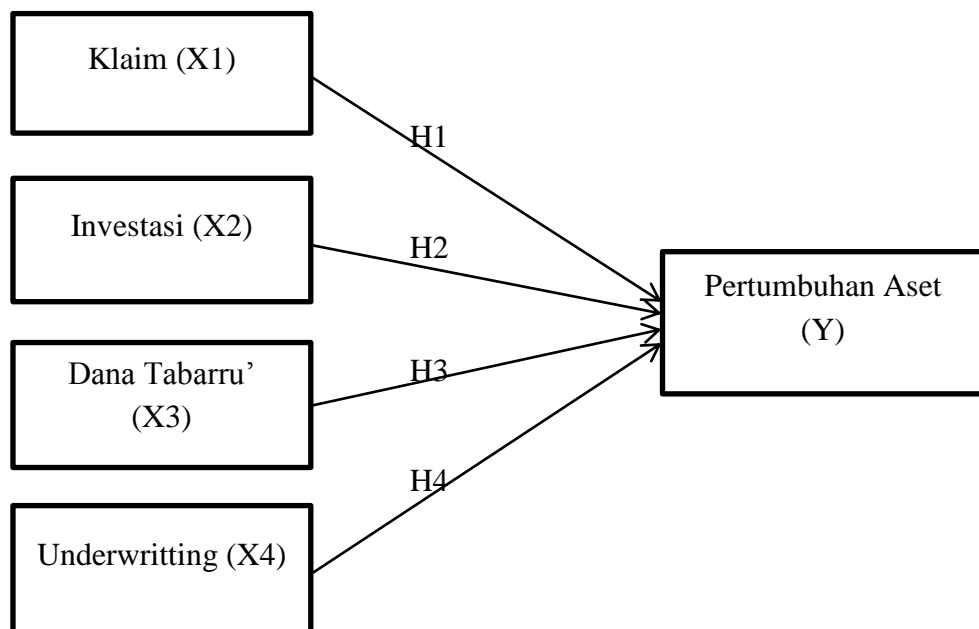 Klaim (X1)
H1
Investasi (X2)
H2
Pertumbuhan Aset
(Y)
Dana Tabarru’
(X3)
H3
H4
Underwritting (X4)